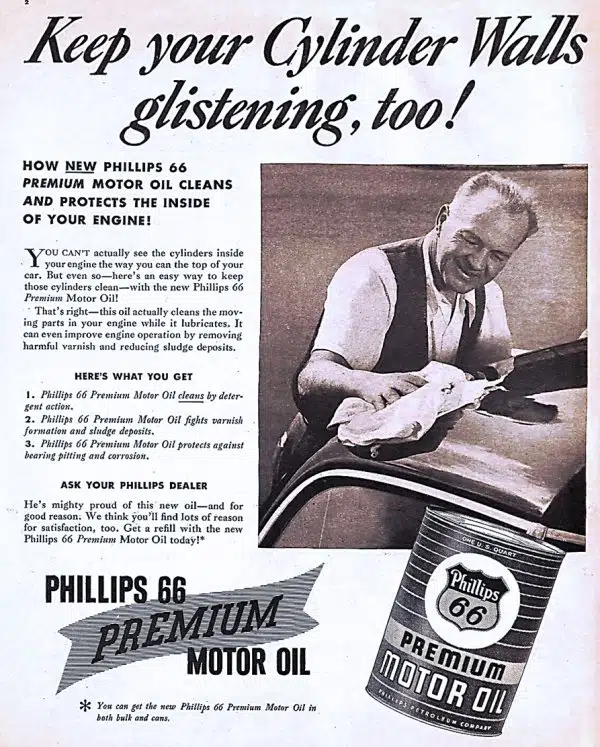 2
Keep your Cylinder Walls
glistening, too!
HOW NEW PHILLIPS 66
PREMIUM MOTOR OIL CLEANS
AND PROTECTS THE INSIDE
OF YOUR ENGINE!
YOU CAN'T actually see the cylinders inside
your engine the way you can the top of your
car. But even so—here's an easy way to keep
those cylinders clean—with the new Phillips 66
Premium Motor Oil!
That's right—this oil actually cleans the mov-
ing parts in your engine while it lubricates. It
can even improve engine operation by removing
harmful varnish and reducing sludge deposits.
HERE'S WHAT YOU GET
1. Phillips 66 Premium Motor Oil cleans by deter-
gent action.
2. Phillips 66 Premium Motor Oil fights varnish
formation and sludge deposits.
3. Phillips 66 Premium Motor Oil protects against
bearing pitting and corrosion.
ASK YOUR PHILLIPS DEALER
He's mighty proud of this new oil—and for
good reason. We think you'll find lots of reason
for satisfaction, too. Get a refill with the new
Phillips 66 Premium Motor Oil today!*
PHILLIPS 66
PREMIUM
MOTOR OIL
* You can get the new Phillips 66 Premium Motor Oil in
both bulk and cans.
ONE U.S. QUART
Phillips
66
PREMIUM
MOTOR OIL
PHILLIPS PETROLEUM COMPANY